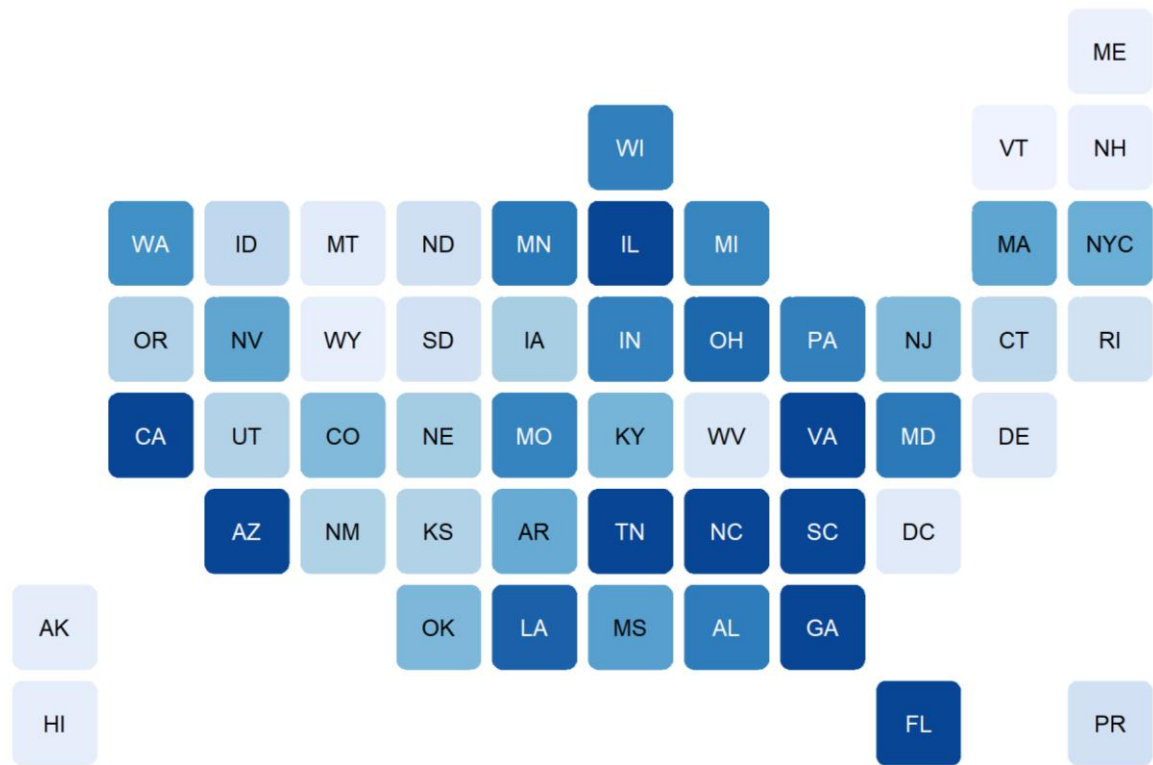 ME
WI VT NH
WA ID MT ND MN IL MI MA NYC
OR NV WY SD IA IN OH PA NJ CT RI
CA UT CO NE MO KY WV VA MD DE
AZ NM KS AR TN NC SC DC
AK OK LA MS AL GA
HI FL PR